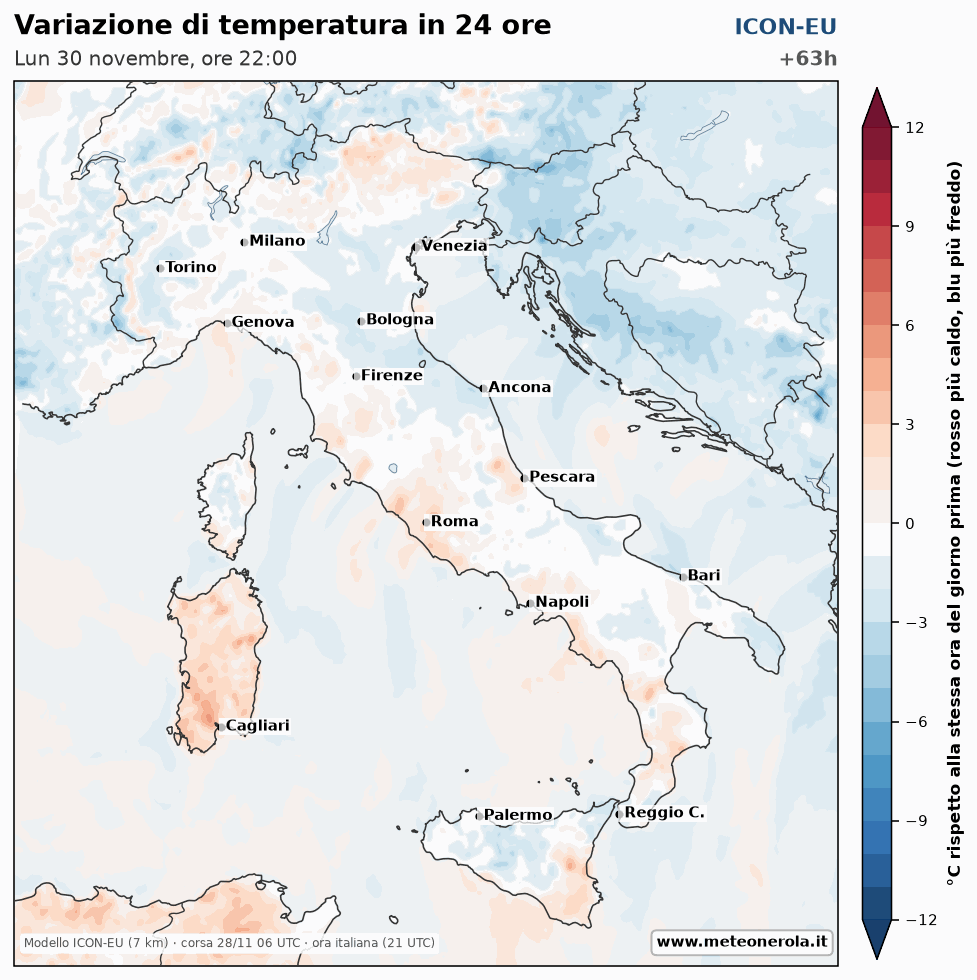 Variazione di temperatura in 24 ore
ICON-EU
Lun 30 novembre, ore 22:00
+63h
Milano
Venezia
Torino
Genova
Bologna
Firenze
Ancona
Pescara
Roma
Bari
Napoli
Cagliari
Palermo
Reggio C.
12
9
6
3
0
−3
−6
−9
−12
°C rispetto alla stessa ora del giorno prima (rosso più caldo, blu più freddo)
Modello ICON-EU (7 km) · corsa 28/11 06 UTC · ora italiana (21 UTC)
www.meteonerola.it